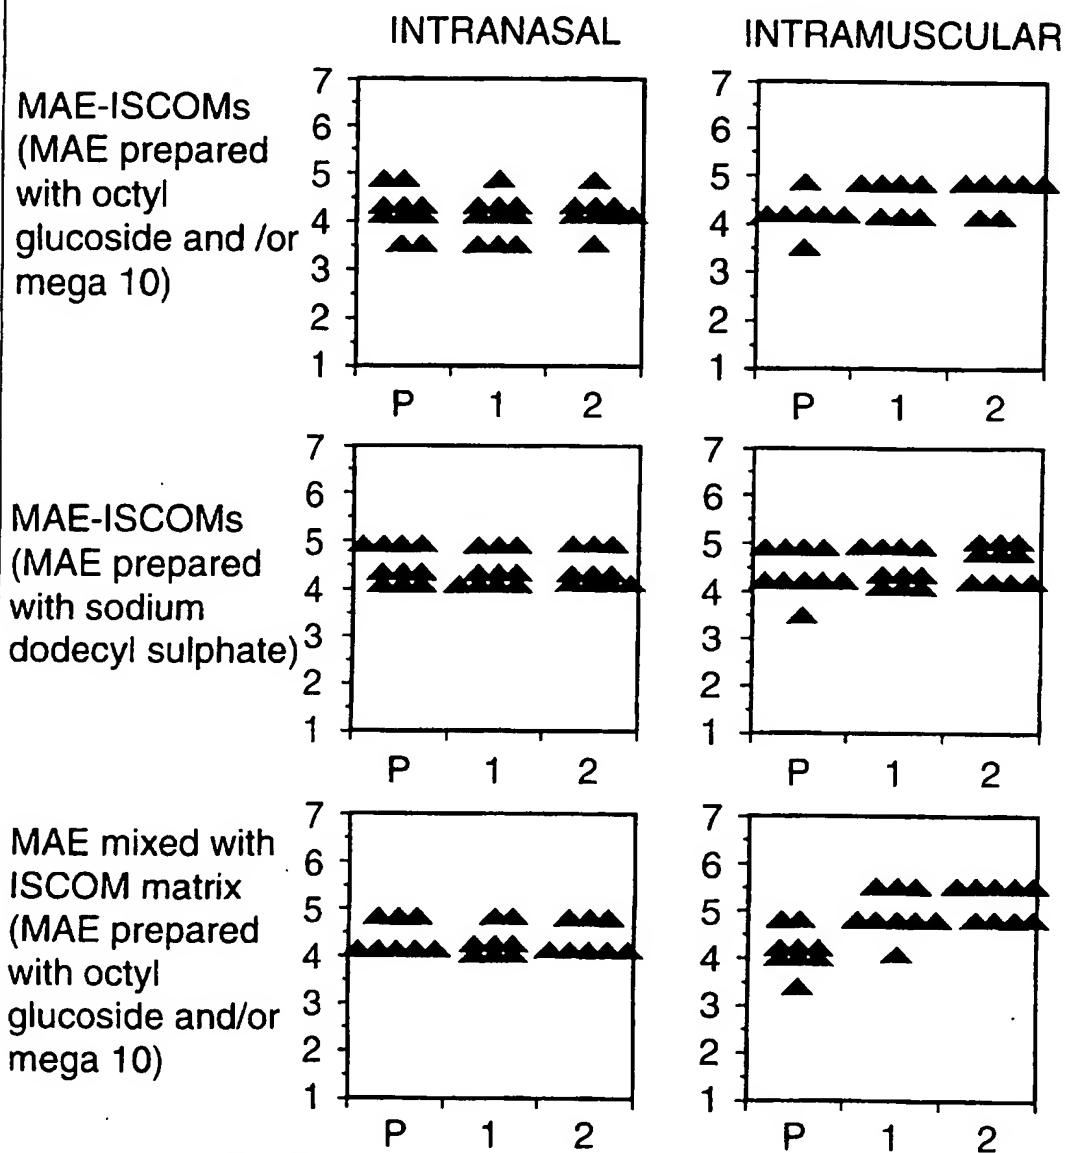 INTRANASAL INTRAMUSCULAR
MAE-ISCOMs
(MAE prepared
with octyl
glucoside and /or
mega 10)
7
6
5
4
3
2
1
P 1 2
7
6
5
4
3
2
1
P 1 2
MAE-ISCOMs
(MAE prepared
with sodium
dodecyl sulphate)
7
6
5
4
3
2
1
P 1 2
7
6
5
4
3
2
1
P 1 2
MAE mixed with
ISCOM matrix
(MAE prepared
with octyl
glucoside and/or
mega 10)
7
6
5
4
3
2
1
P 1 2
7
6
5
4
3
2
1
P 1 2